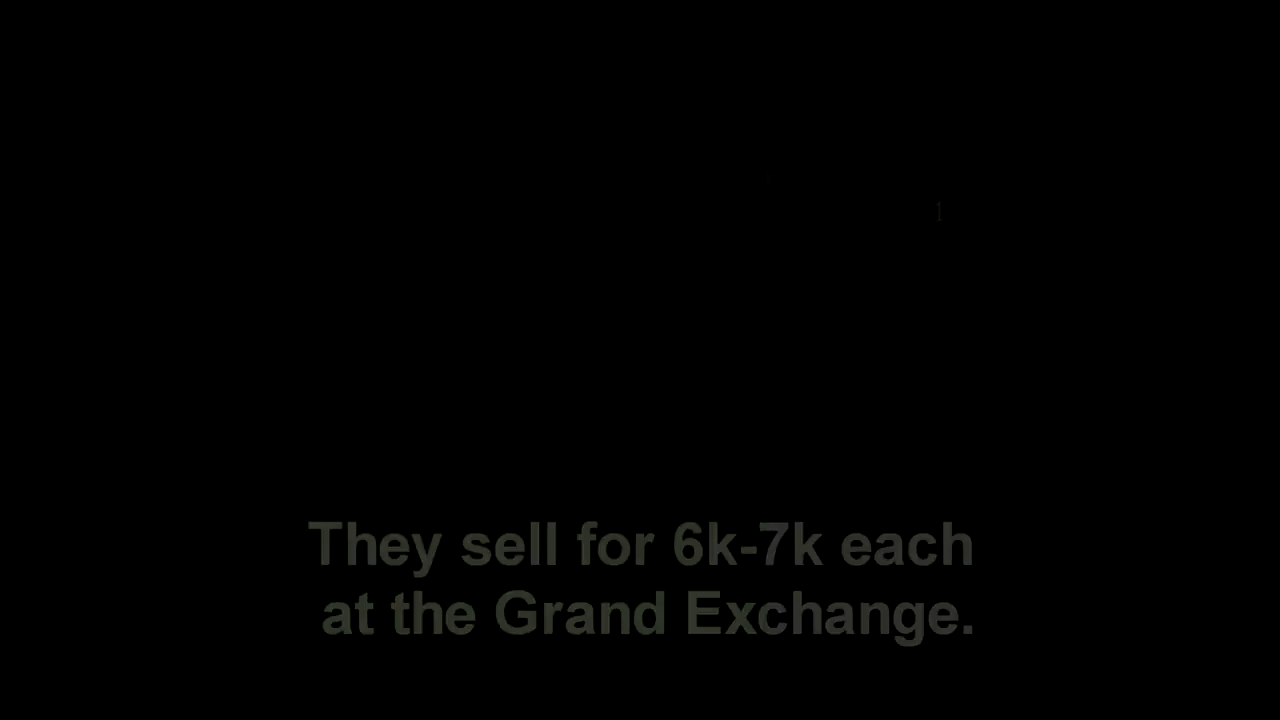 They sell for 6k-7k each
at the Grand Exchange.